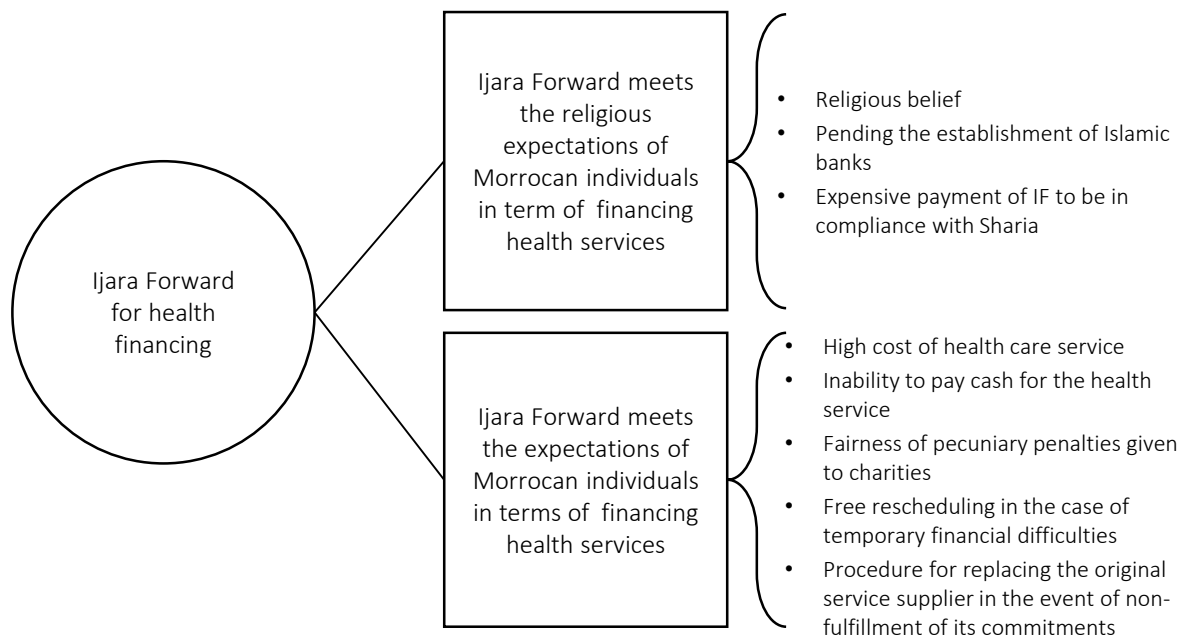 Ijara Forward
for health
financing
Ijara Forward meets
the religious
expectations of
Morrocan individuals
in term of financing
health services
• Religious belief
• Pending the establishment of Islamic
banks
• Expensive payment of IF to be in
compliance with Sharia
Ijara Forward meets
the expectations of
Morrocan individuals
in terms of financing
health services
• High cost of health care service
• Inability to pay cash for the health
service
• Fairness of pecuniary penalties given
to charities
• Free rescheduling in the case of
temporary financial difficulties
• Procedure for replacing the original
service supplier in the event of non-
fulfillment of its commitments